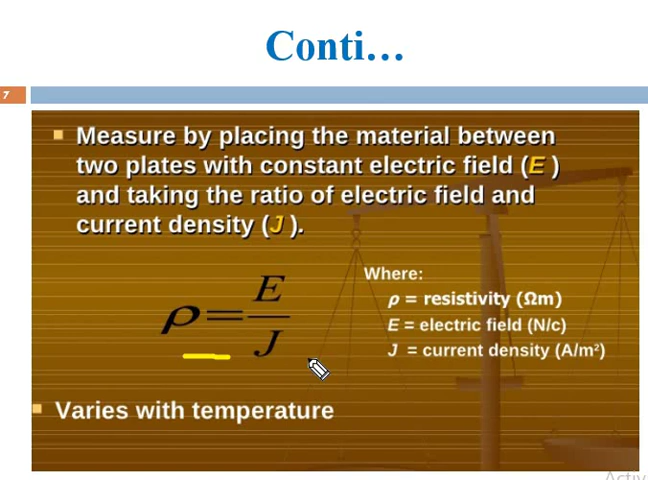 Conti…
7
Measure by placing the material between
two plates with constant electric field (E )
and taking the ratio of electric field and
current density (J ).
ρ = E / J
Where:
ρ = resistivity (Ωm)
E = electric field (N/c)
J = current density (A/m²)
Varies with temperature